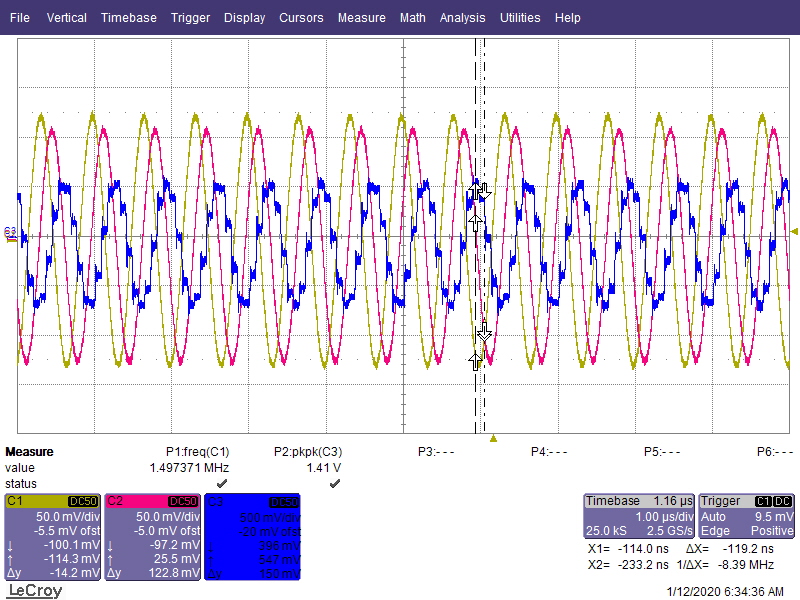 File Vertical Timebase Trigger Display Cursors Measure Math Analysis Utilities Help
C3
Measure P1:freq(C1) P2:pkpk(C3) P3:--- P4:--- P5:--- P6:---
value 1.497371 MHz 1.41 V
status
C1 DC50 C2 DC50 C3 DC50 Timebase 1.16 µs Trigger C1 DC
50.0 mV/div 50.0 mV/div 500 mV/div 1.00 µs/div Auto 9.5 mV
-5.5 mV ofst -5.0 mV ofst -20 mV ofst 25.0 kS 2.5 GS/s Edge Positive
↓ -100.1 mV ↓ -97.2 mV ↓ 396 mV X1= -114.0 ns ΔX= -119.2 ns
↑ -114.3 mV ↑ 25.5 mV ↑ 547 mV X2= -233.2 ns 1/ΔX= -8.39 MHz
Δy -14.2 mV Δy 122.8 mV Δy 150 mV
LeCroy 1/12/2020 6:34:36 AM